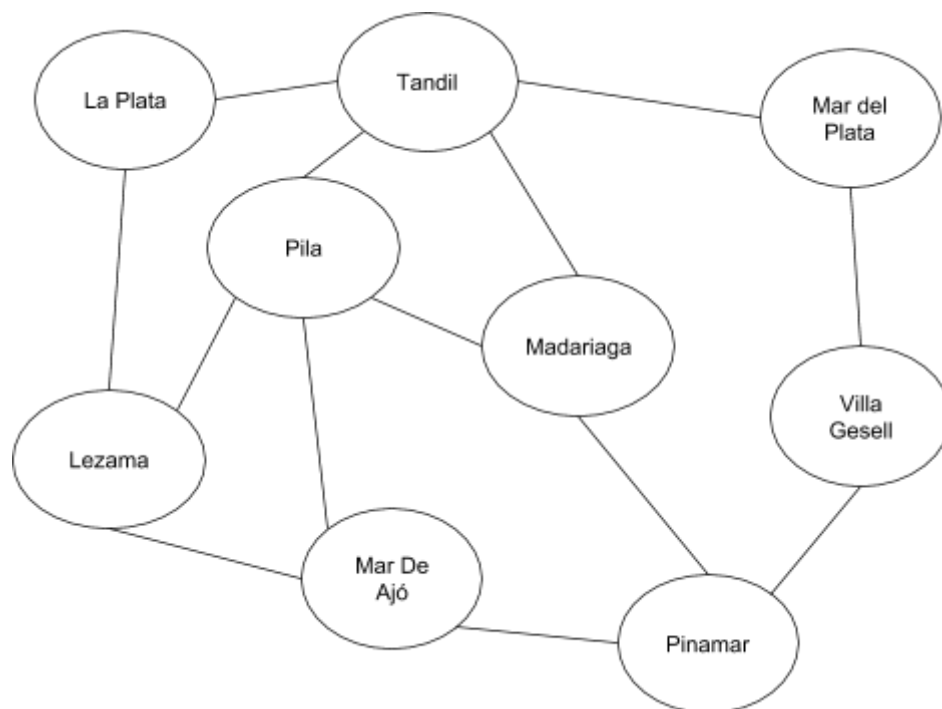 La Plata
Tandil
Mar del
Plata
Pila
Madariaga
Villa
Gesell
Lezama
Mar De
Ajó
Pinamar